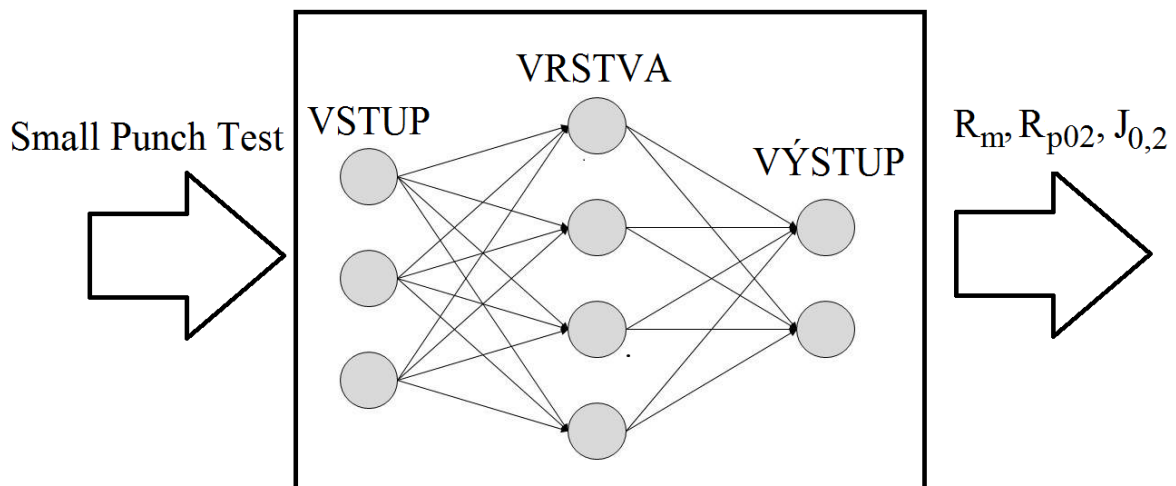 Small Punch Test
VSTUP
VRSTVA
VÝSTUP
Rm, Rp02, J0,2